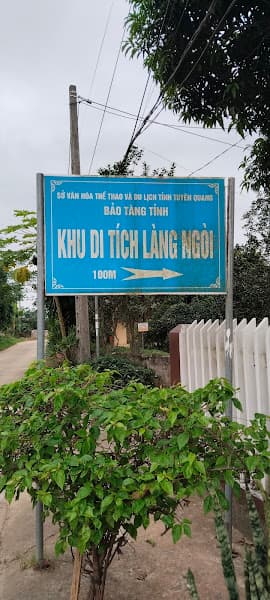 SỞ VĂN HÓA THỂ THAO VÀ DU LỊCH TỈNH TUYÊN QUANG
BẢO TÀNG TỈNH
KHU DI TÍCH LÀNG NGÒI
100M